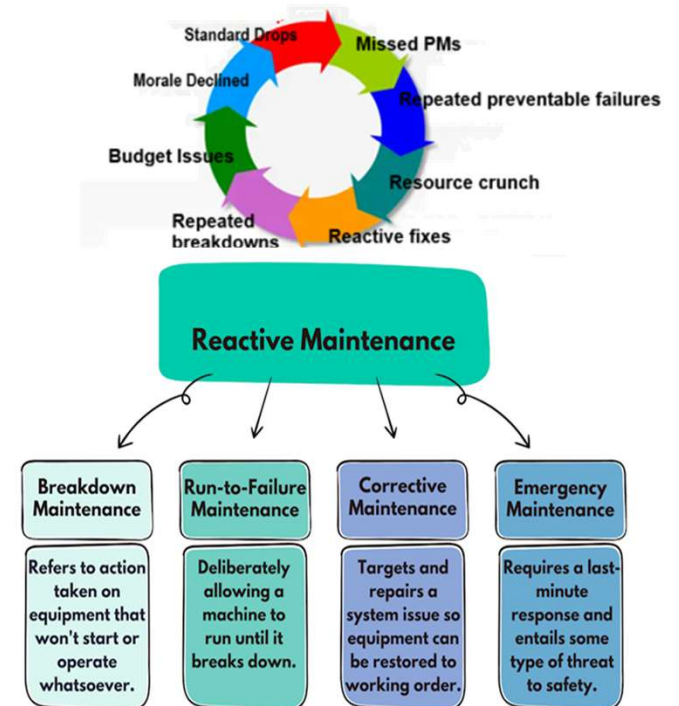 Standard Drops
Missed PMs
Morale Declined
Repeated preventable failures
Budget Issues
Resource crunch
Repeated
breakdowns
Reactive fixes
Reactive Maintenance
Breakdown
Maintenance
Refers to action
taken on
equipment that
won't start or
operate
whatsoever.
Run-to-Failure
Maintenance
Deliberately
allowing a
machine to
run until it
breaks down.
Corrective
Maintenance
Targets and
repairs a
system issue so
equipment can
be restored to
working order.
Emergency
Maintenance
Requires a last-
minute
response and
entails some
type of threat
to safety.